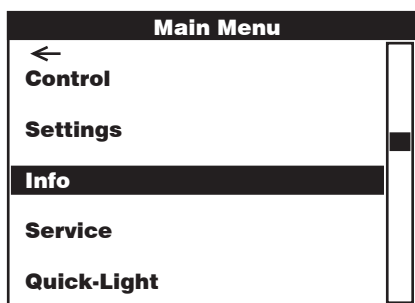 Main Menu
←
Control
Settings
Info
Service
Quick-Light